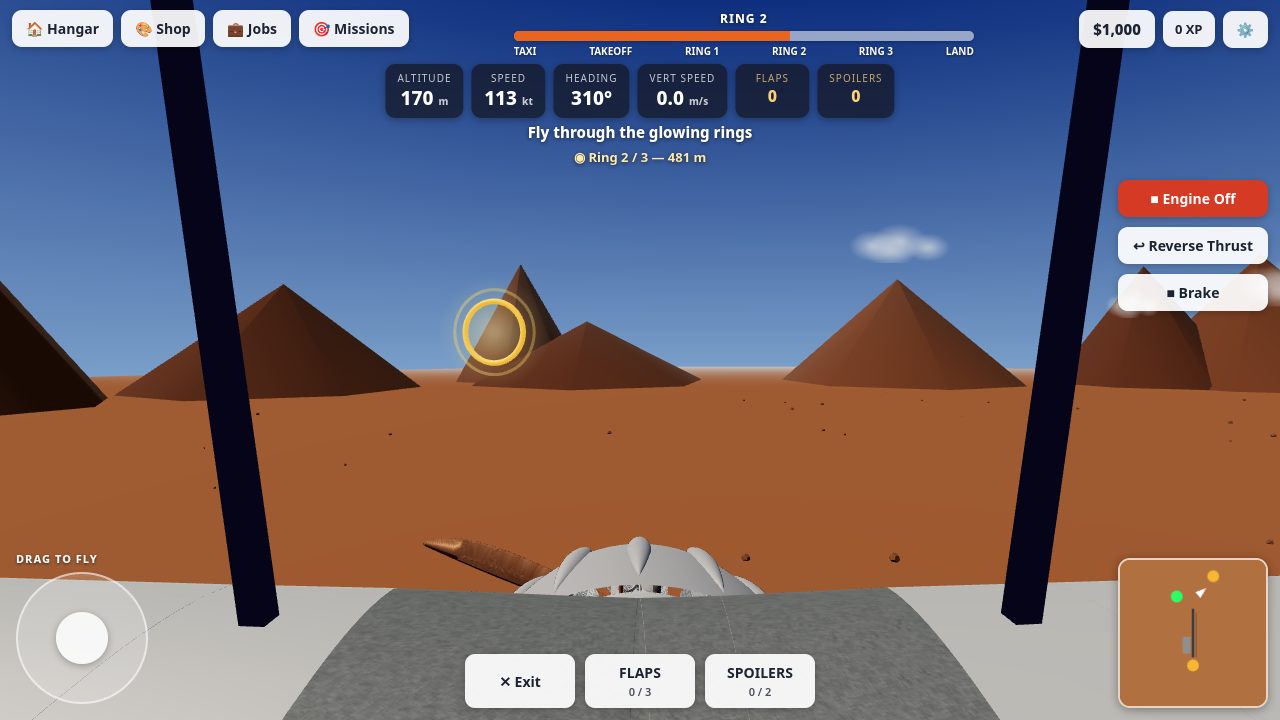 🏠 Hangar
🎨 Shop
💼 Jobs
🎯 Missions
RING 2
TAXI TAKEOFF RING 1 RING 2 RING 3 LAND
$1,000
0 XP
⚙️
ALTITUDE
170 m
SPEED
113 kt
HEADING
310°
VERT SPEED
0.0 m/s
FLAPS
0
SPOILERS
0
Fly through the glowing rings
◉ Ring 2 / 3 — 481 m
■ Engine Off
↩ Reverse Thrust
■ Brake
DRAG TO FLY
✕ Exit
FLAPS
0 / 3
SPOILERS
0 / 2